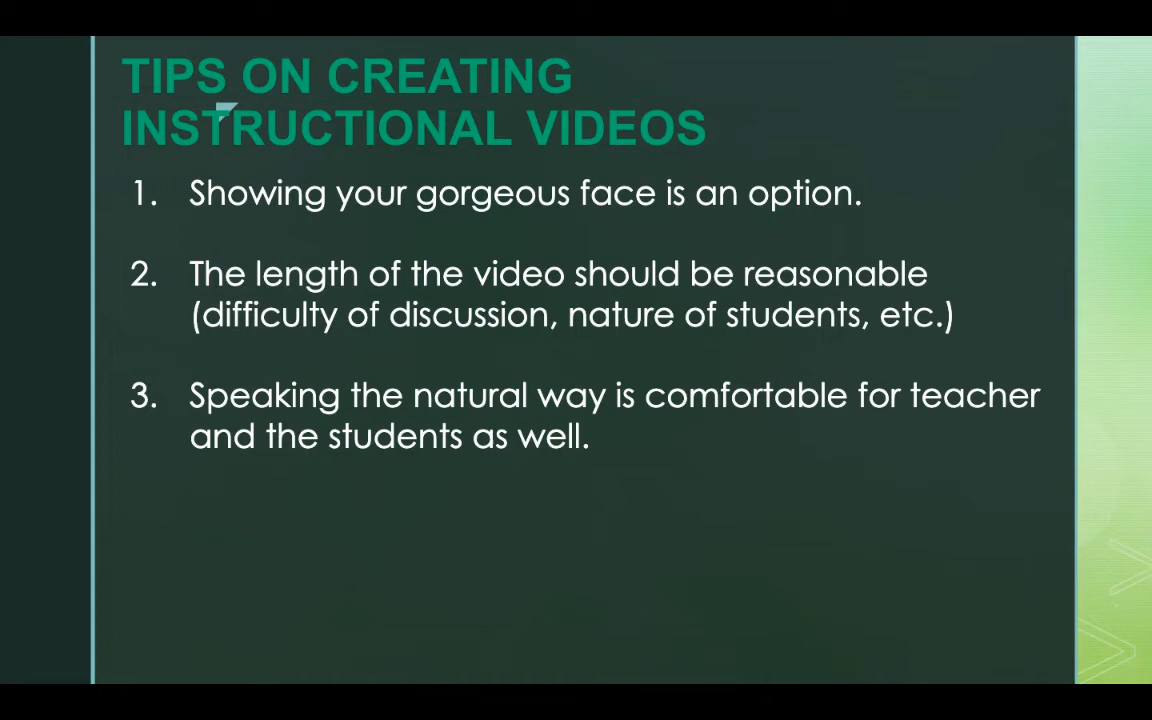 TIPS ON CREATING
INSTRUCTIONAL VIDEOS
1. Showing your gorgeous face is an option.
2. The length of the video should be reasonable
(difficulty of discussion, nature of students, etc.)
3. Speaking the natural way is comfortable for teacher
and the students as well.